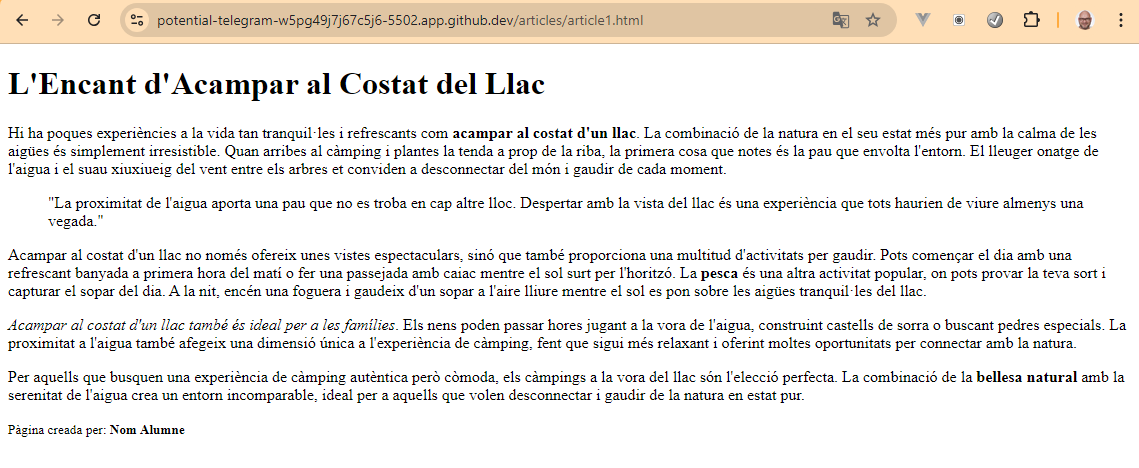 potential-telegram-w5pg49j7j67c5j6-5502.app.github.dev/articles/article1.html
L'Encant d'Acampar al Costat del Llac
Hi ha poques experiències a la vida tan tranquil·les i refrescants com acampar al costat d'un llac. La combinació de la natura en el seu estat més pur amb la calma de les
aigües és simplement irresistible. Quan arribes al càmping i plantes la tenda a prop de la riba, la primera cosa que notes és la pau que envolta l'entorn. El lleuger onatge de
l'aigua i el suau xiuxiueig del vent entre els arbres et conviden a desconnectar del món i gaudir de cada moment.
"La proximitat de l'aigua aporta una pau que no es troba en cap altre lloc. Despertar amb la vista del llac és una experiència que tots haurien de viure almenys una
vegada."
Acampar al costat d'un llac no només ofereix unes vistes espectaculars, sinó que també proporciona una multitud d'activitats per gaudir. Pots començar el dia amb una
refrescant banyada a primera hora del matí o fer una passejada amb caiac mentre el sol surt per l'horitzó. La pesca és una altra activitat popular, on pots provar la teva sort i
capturar el sopar del dia. A la nit, encén una foguera i gaudeix d'un sopar a l'aire lliure mentre el sol es pon sobre les aigües tranquil·les del llac.
Acampar al costat d'un llac també és ideal per a les famílies. Els nens poden passar hores jugant a la vora de l'aigua, construint castells de sorra o buscant pedres especials. La
proximitat a l'aigua també afegeix una dimensió única a l'experiència de càmping, fent que sigui més relaxant i oferint moltes oportunitats per connectar amb la natura.
Per aquells que busquen una experiència de càmping autèntica però còmoda, els càmpings a la vora del llac són l'elecció perfecta. La combinació de la bellesa natural amb la
serenitat de l'aigua crea un entorn incomparable, ideal per a aquells que volen desconnectar i gaudir de la natura en estat pur.
Pàgina creada per: Nom Alumne